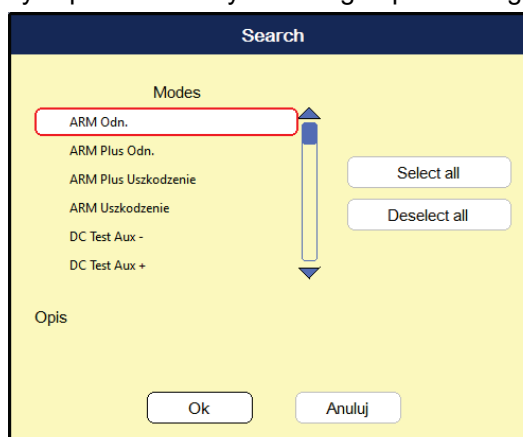 Search
Modes
ARM Odn.
ARM Plus Odn.
ARM Plus Uszkodzenie
ARM Uszkodzenie
DC Test Aux -
DC Test Aux +
Select all
Deselect all
Opis
Ok
Anuluj